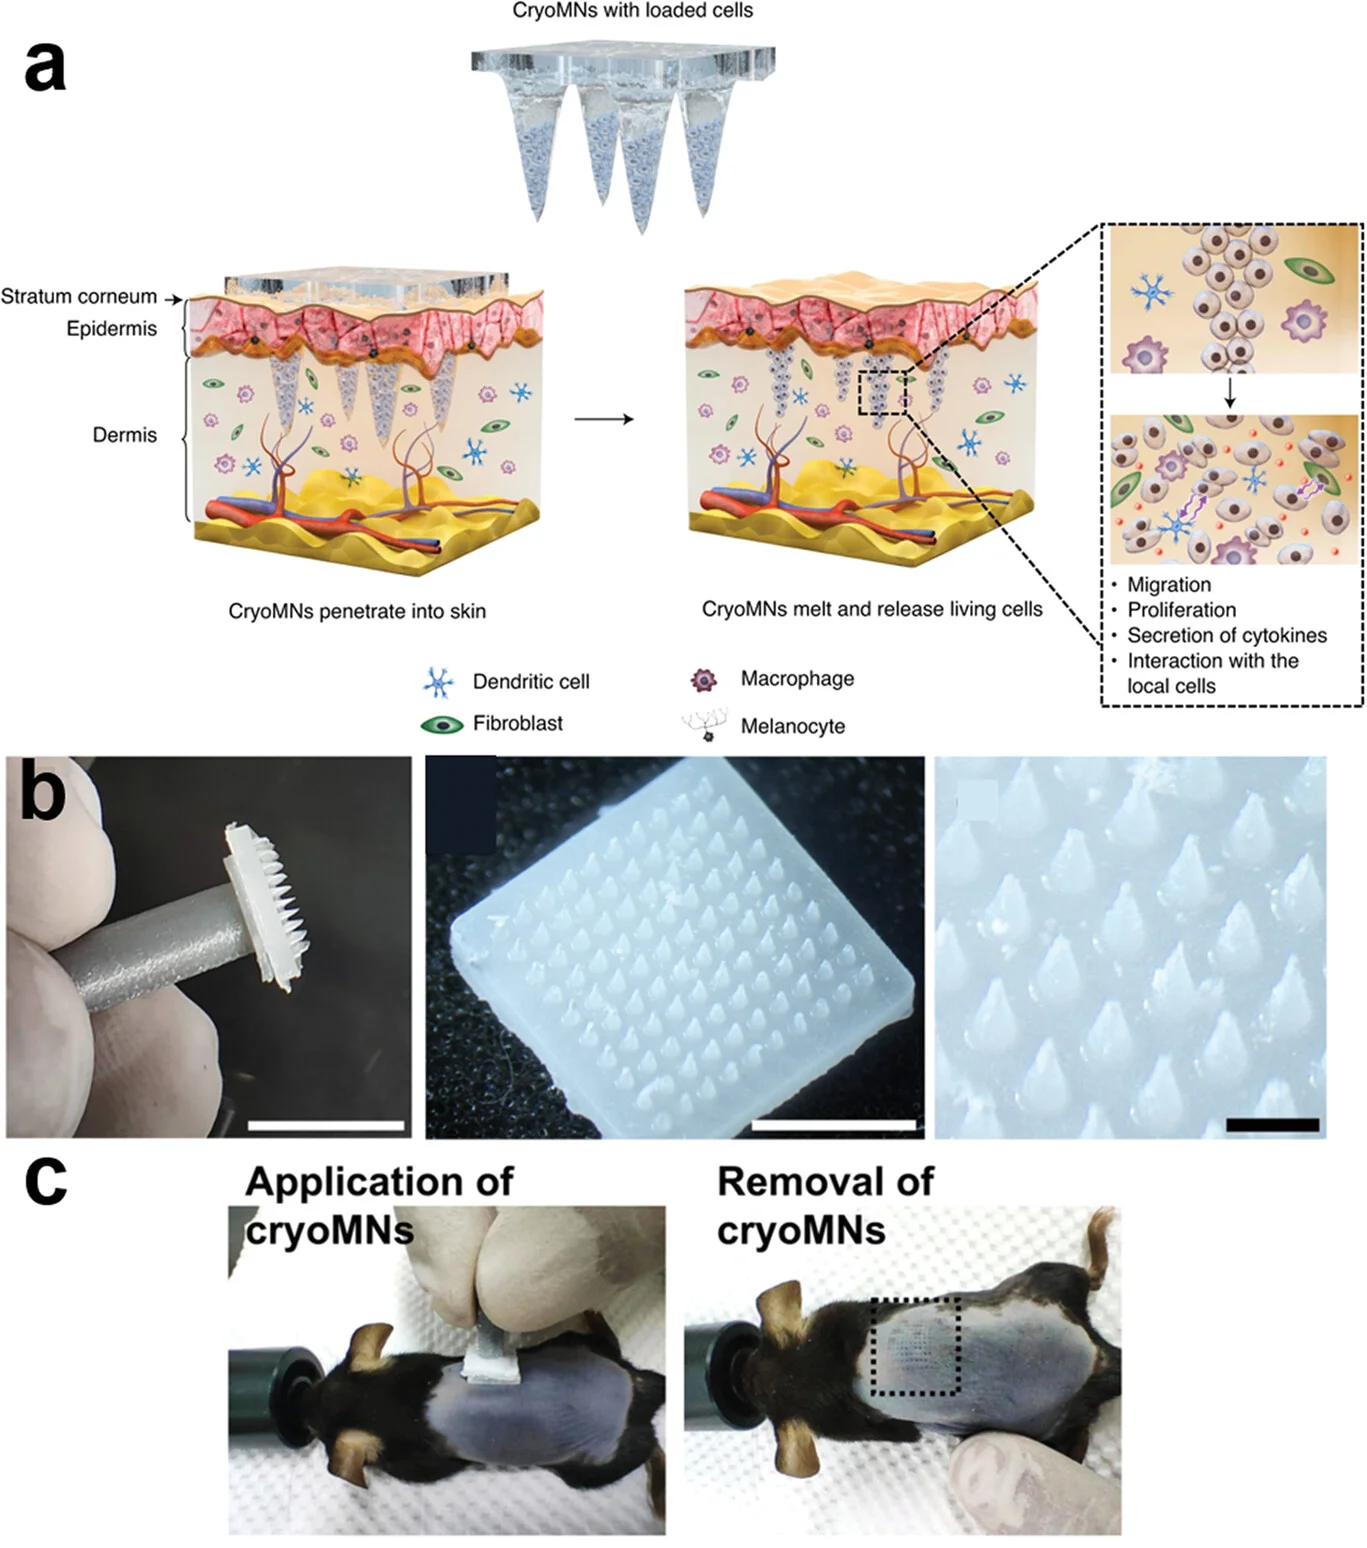 CryoMNs with loaded cells
a
Stratum corneum
Epidermis
Dermis
CryoMNs penetrate into skin
CryoMNs melt and release living cells
• Migration
• Proliferation
• Secretion of cytokines
• Interaction with the
local cells
Dendritic cell
Macrophage
Fibroblast
Melanocyte
b
c
Application of
cryoMNs
Removal of
cryoMNs